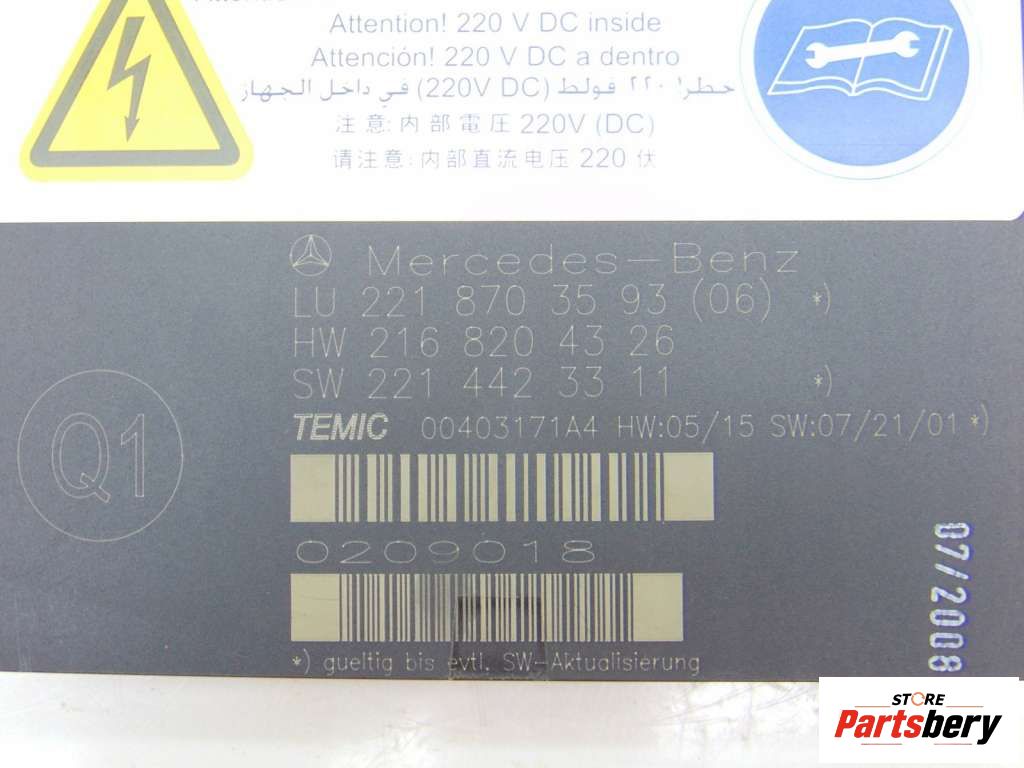 Attention! 220 V DC inside
Atención! 220 V DC a dentro
خطر! ٢٢٠ فولط (220V DC) في داخل الجهاز
注意:内部電圧 220V (DC)
请注意:内部直流电压 220 伏
Mercedes-Benz
LU 221 870 35 93 (06) *)
HW 216 820 43 26
SW 221 442 33 11 *)
TEMIC 00403171A4 HW:05/15 SW:07/21/01 *)
Q1
0209018
*) gueltig bis evtl. SW-Aktualisierung
07/2008
STORE
Partsbery